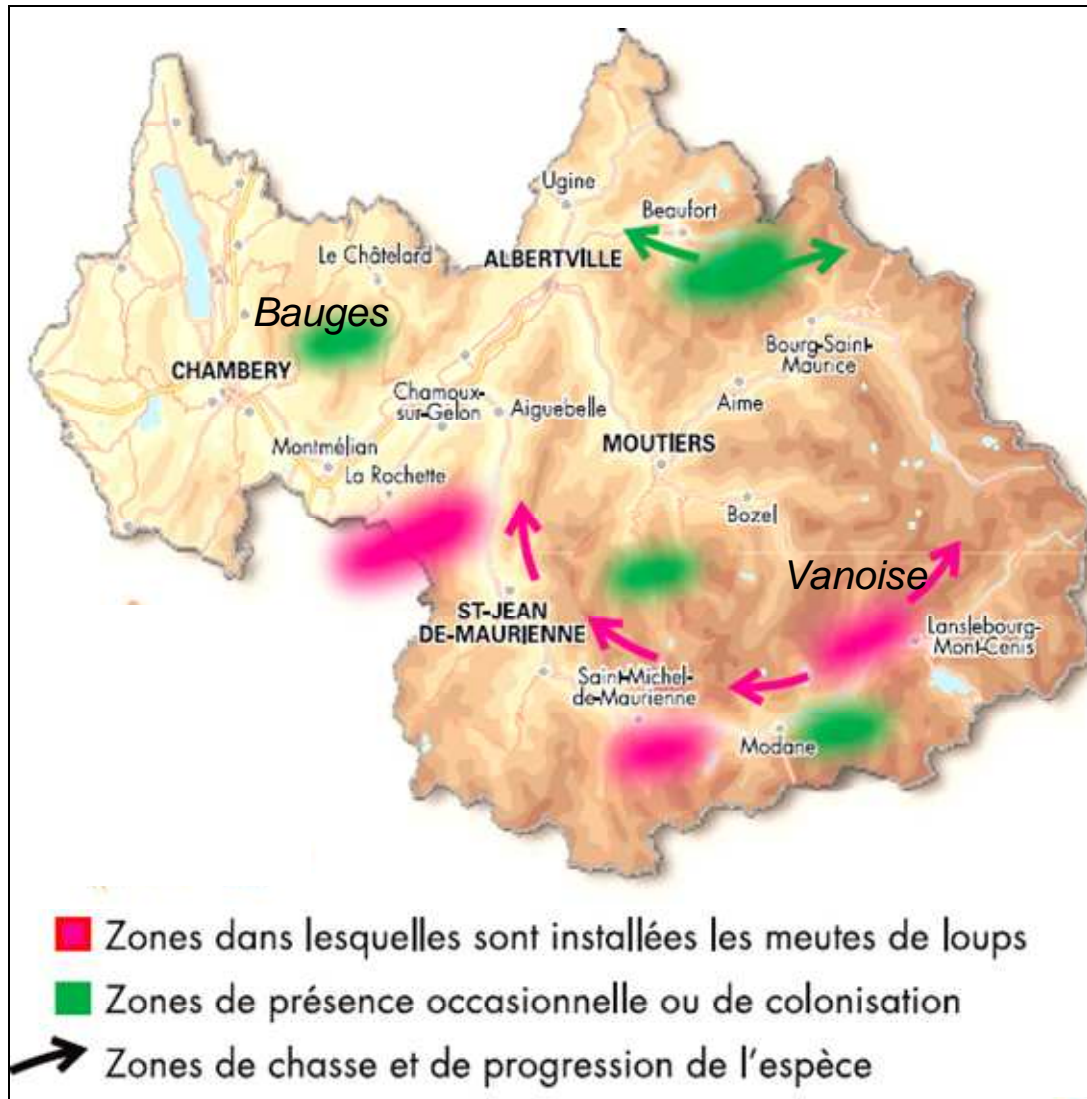 Ugine
Beaufort
Le Châtelard
ALBERTVILLE
Bauges
Bourg-Saint-
Maurice
CHAMBERY
Chamoux-
sur-Gelon
Aiguebelle
Aime
Montmélian
MOUTIERS
La Rochette
Bozel
Vanoise
ST-JEAN
DE-MAURIENNE
Lanslebourg-
Mont-Cenis
Saint-Michel-
de-Maurienne
Modane
Zones dans lesquelles sont installées les meutes de loups
Zones de présence occasionnelle ou de colonisation
Zones de chasse et de progression de l'espèce